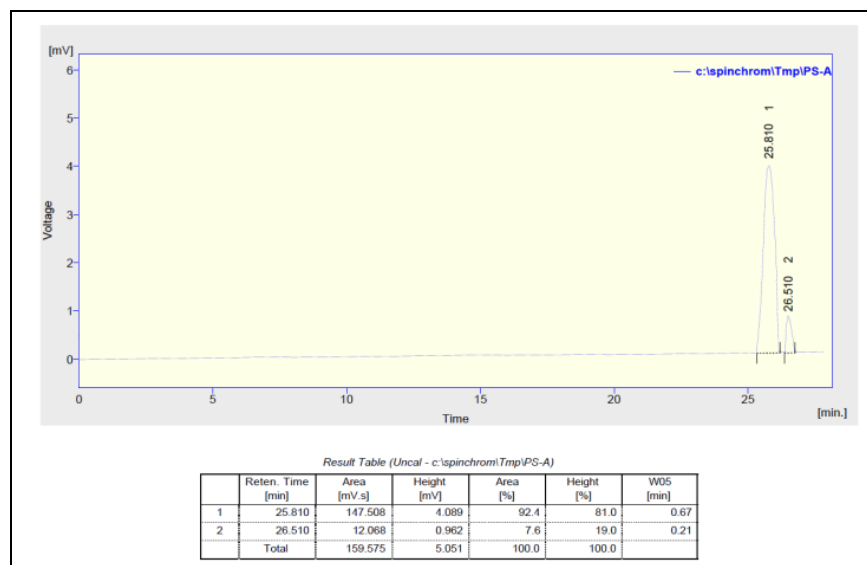 [mV]
c:\spinchrom\Tmp\PS-A
6
5
4
3
2
1
0
Voltage
25.810 1
26.510 2
0 5 10 15 20 25
[min.]
Time
Result Table (Uncal - c:\spinchrom\Tmp\PS-A)
Reten. Time Area Height Area Height W05
[min] [mV.s] [mV] [%] [%] [min]
1 25.810 147.508 4.089 92.4 81.0 0.67
2 26.510 12.068 0.962 7.6 19.0 0.21
Total 159.575 5.051 100.0 100.0